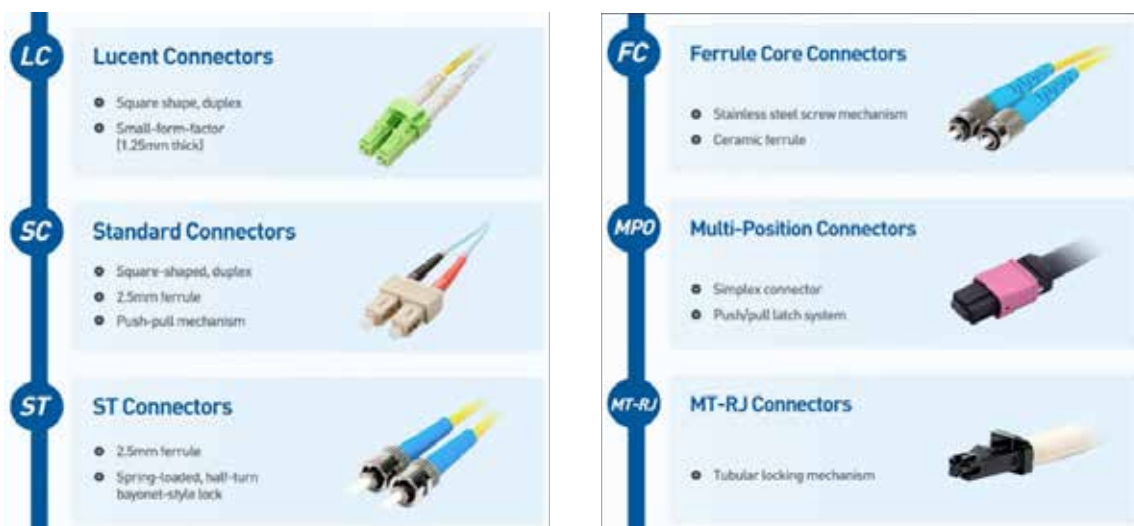 LC
Lucent Connectors
Square shape, duplex
Small-form-factor
[1.25mm thick]
SC
Standard Connectors
Square-shaped, duplex
2.5mm ferrule
Push-pull mechanism
ST
ST Connectors
2.5mm ferrule
Spring-loaded, half-turn
bayonet-style lock
FC
Ferrule Core Connectors
Stainless steel screw mechanism
Ceramic ferrule
MPO
Multi-Position Connectors
Simplex connector
Push/pull latch system
MT-RJ
MT-RJ Connectors
Tubular locking mechanism